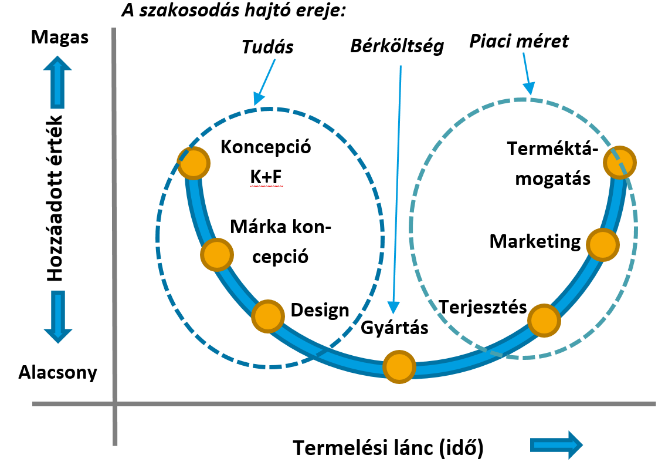 A szakosodás hajtó ereje:
Magas
Tudás
Bérköltség
Piaci méret
Hozzáadott érték
Koncepció
K+F
Terméktá-
mogatás
Márka kon-
cepció
Marketing
Design
Gyártás
Terjesztés
Alacsony
Termelési lánc (idő)